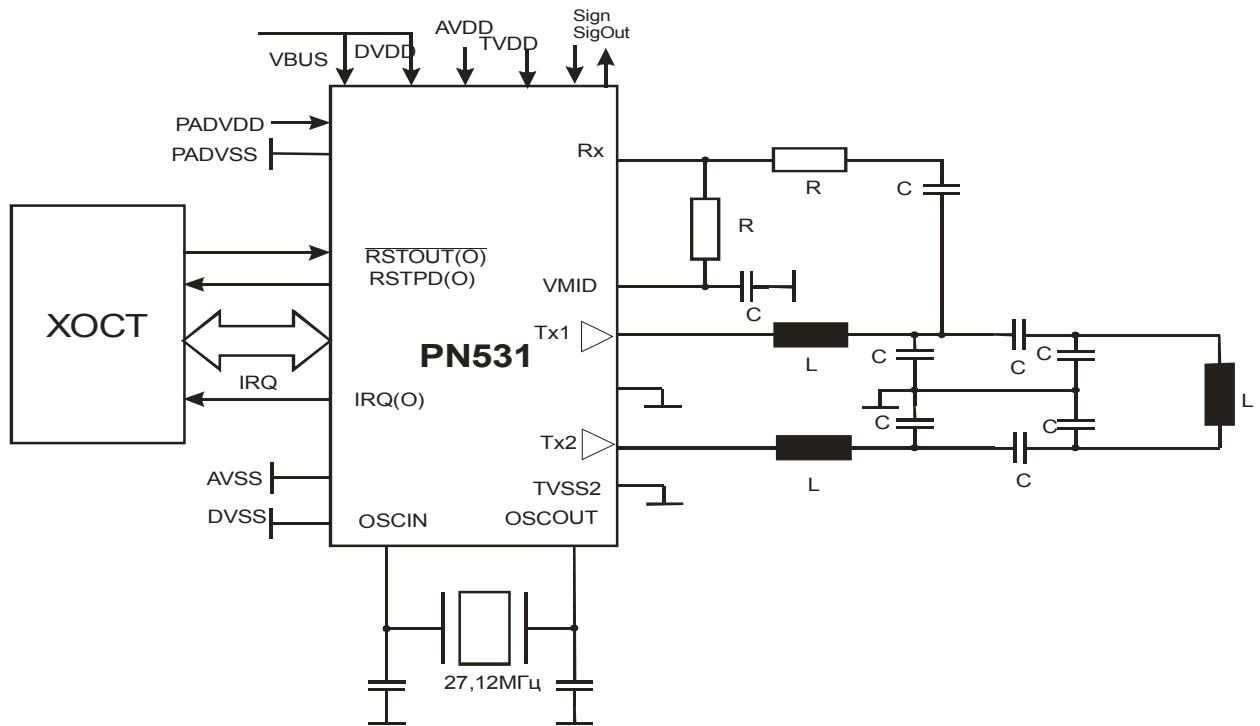 Sign
SigOut
AVDD
TVDD
DVDD
VBUS
PADVDD
PADVSS
Rx
R
C
R
ХОСТ
RSTOUT(O)
RSTPD(O)
VMID
C
Tx1
PN531
L
C
C
C
IRQ
IRQ(O)
L
C
C
Tx2
L
C
AVSS
TVSS2
DVSS
OSCIN
OSCOUT
27,12МГц